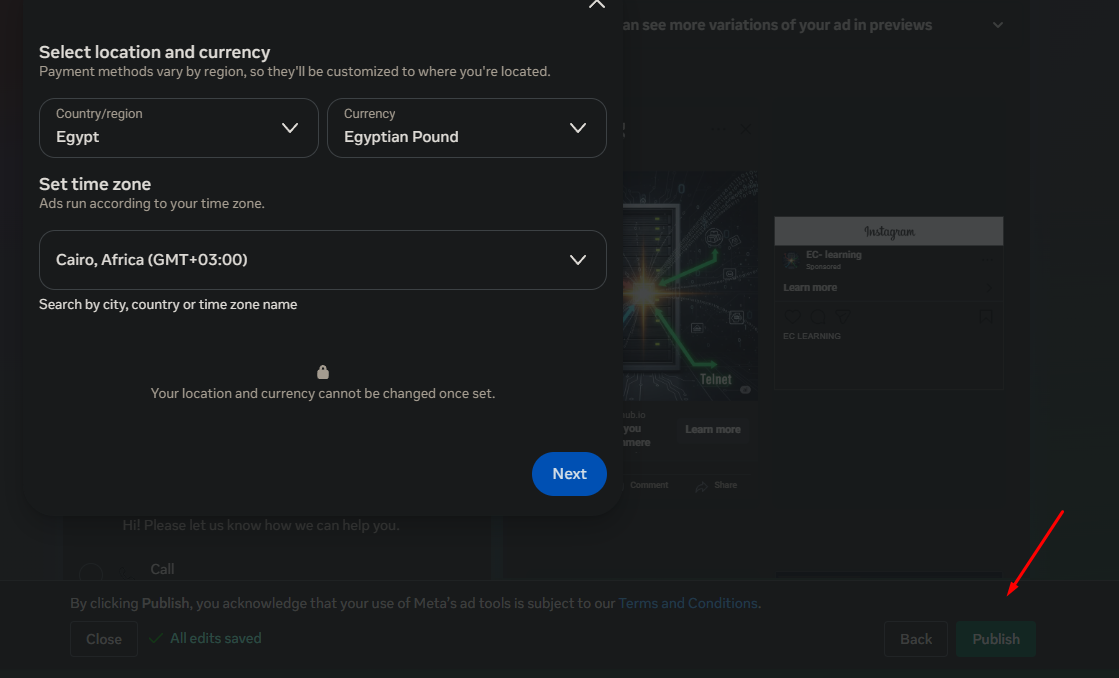 an see more variations of your ad in previews
Select location and currency
Payment methods vary by region, so they'll be customized to where you're located.
Country/region
Egypt
Currency
Egyptian Pound
Set time zone
Ads run according to your time zone.
Cairo, Africa (GMT+03:00)
Search by city, country or time zone name
Your location and currency cannot be changed once set.
Next
Telnet
you
Learn more
Comment
Share
Instagram
EC- learning
Sponsored
Learn more
EC LEARNING
Hi! Please let us know how we can help you.
Call
By clicking Publish, you acknowledge that your use of Meta's ad tools is subject to our Terms and Conditions.
Close
All edits saved
Back
Publish